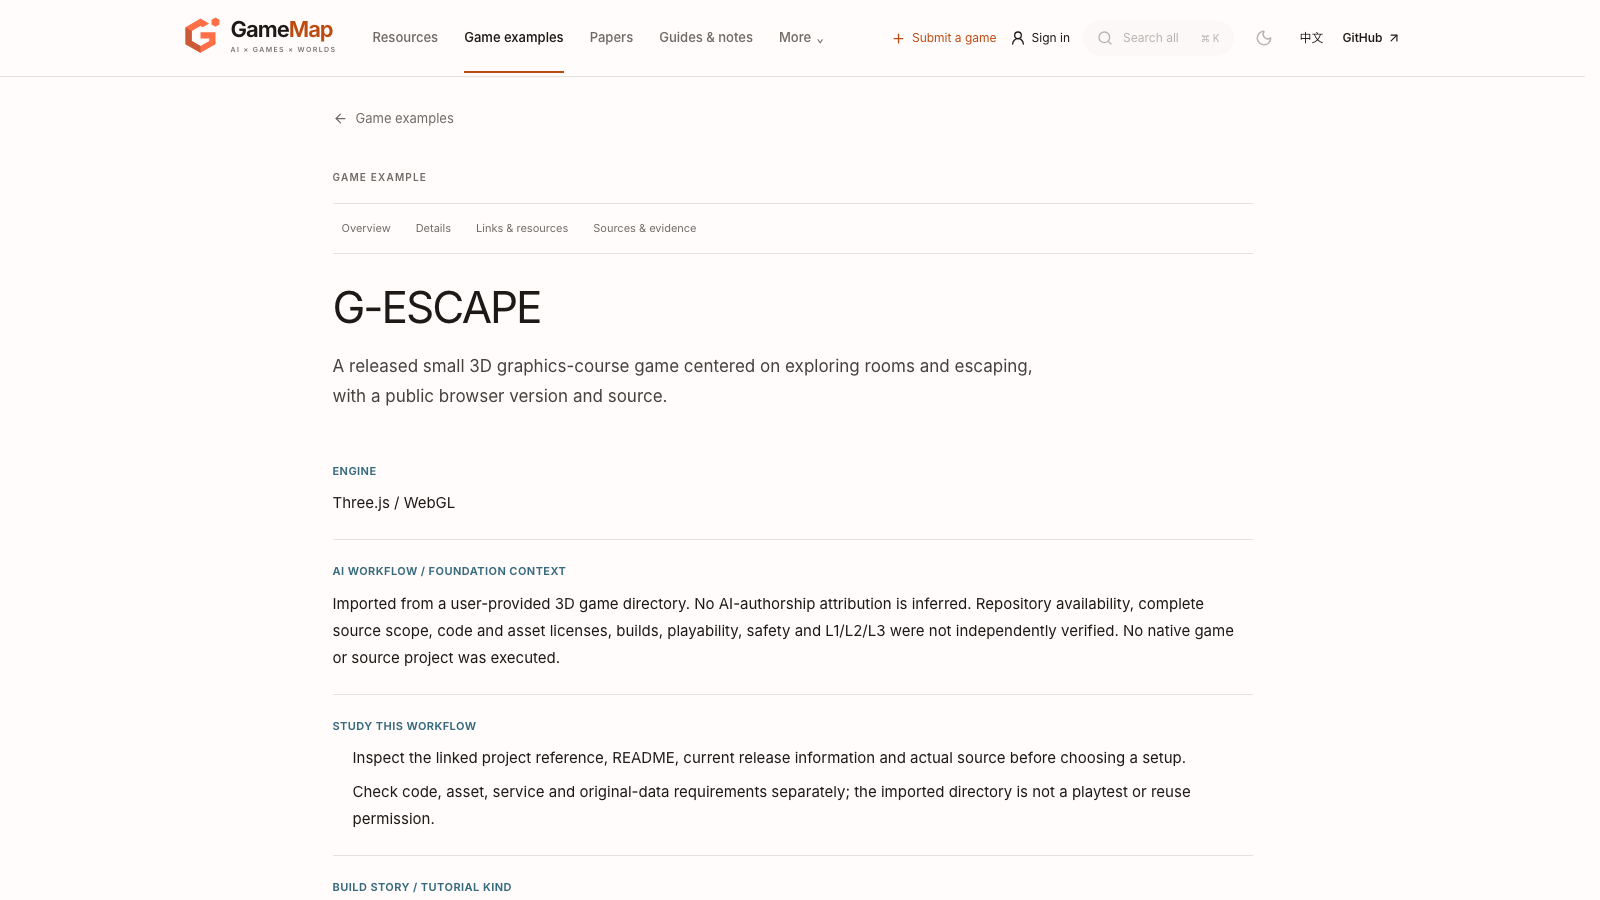 GameMap
AI × GAMES × WORLDS
Resources
Game examples
Papers
Guides & notes
More
Submit a game
Sign in
Search all
⌘ K
中文
GitHub
Game examples
GAME EXAMPLE
Overview
Details
Links & resources
Sources & evidence
G-ESCAPE
A released small 3D graphics-course game centered on exploring rooms and escaping,
with a public browser version and source.
ENGINE
Three.js / WebGL
AI WORKFLOW / FOUNDATION CONTEXT
Imported from a user-provided 3D game directory. No AI-authorship attribution is inferred. Repository availability, complete
source scope, code and asset licenses, builds, playability, safety and L1/L2/L3 were not independently verified. No native game
or source project was executed.
STUDY THIS WORKFLOW
Inspect the linked project reference, README, current release information and actual source before choosing a setup.
Check code, asset, service and original-data requirements separately; the imported directory is not a playtest or reuse
permission.
BUILD STORY / TUTORIAL KIND